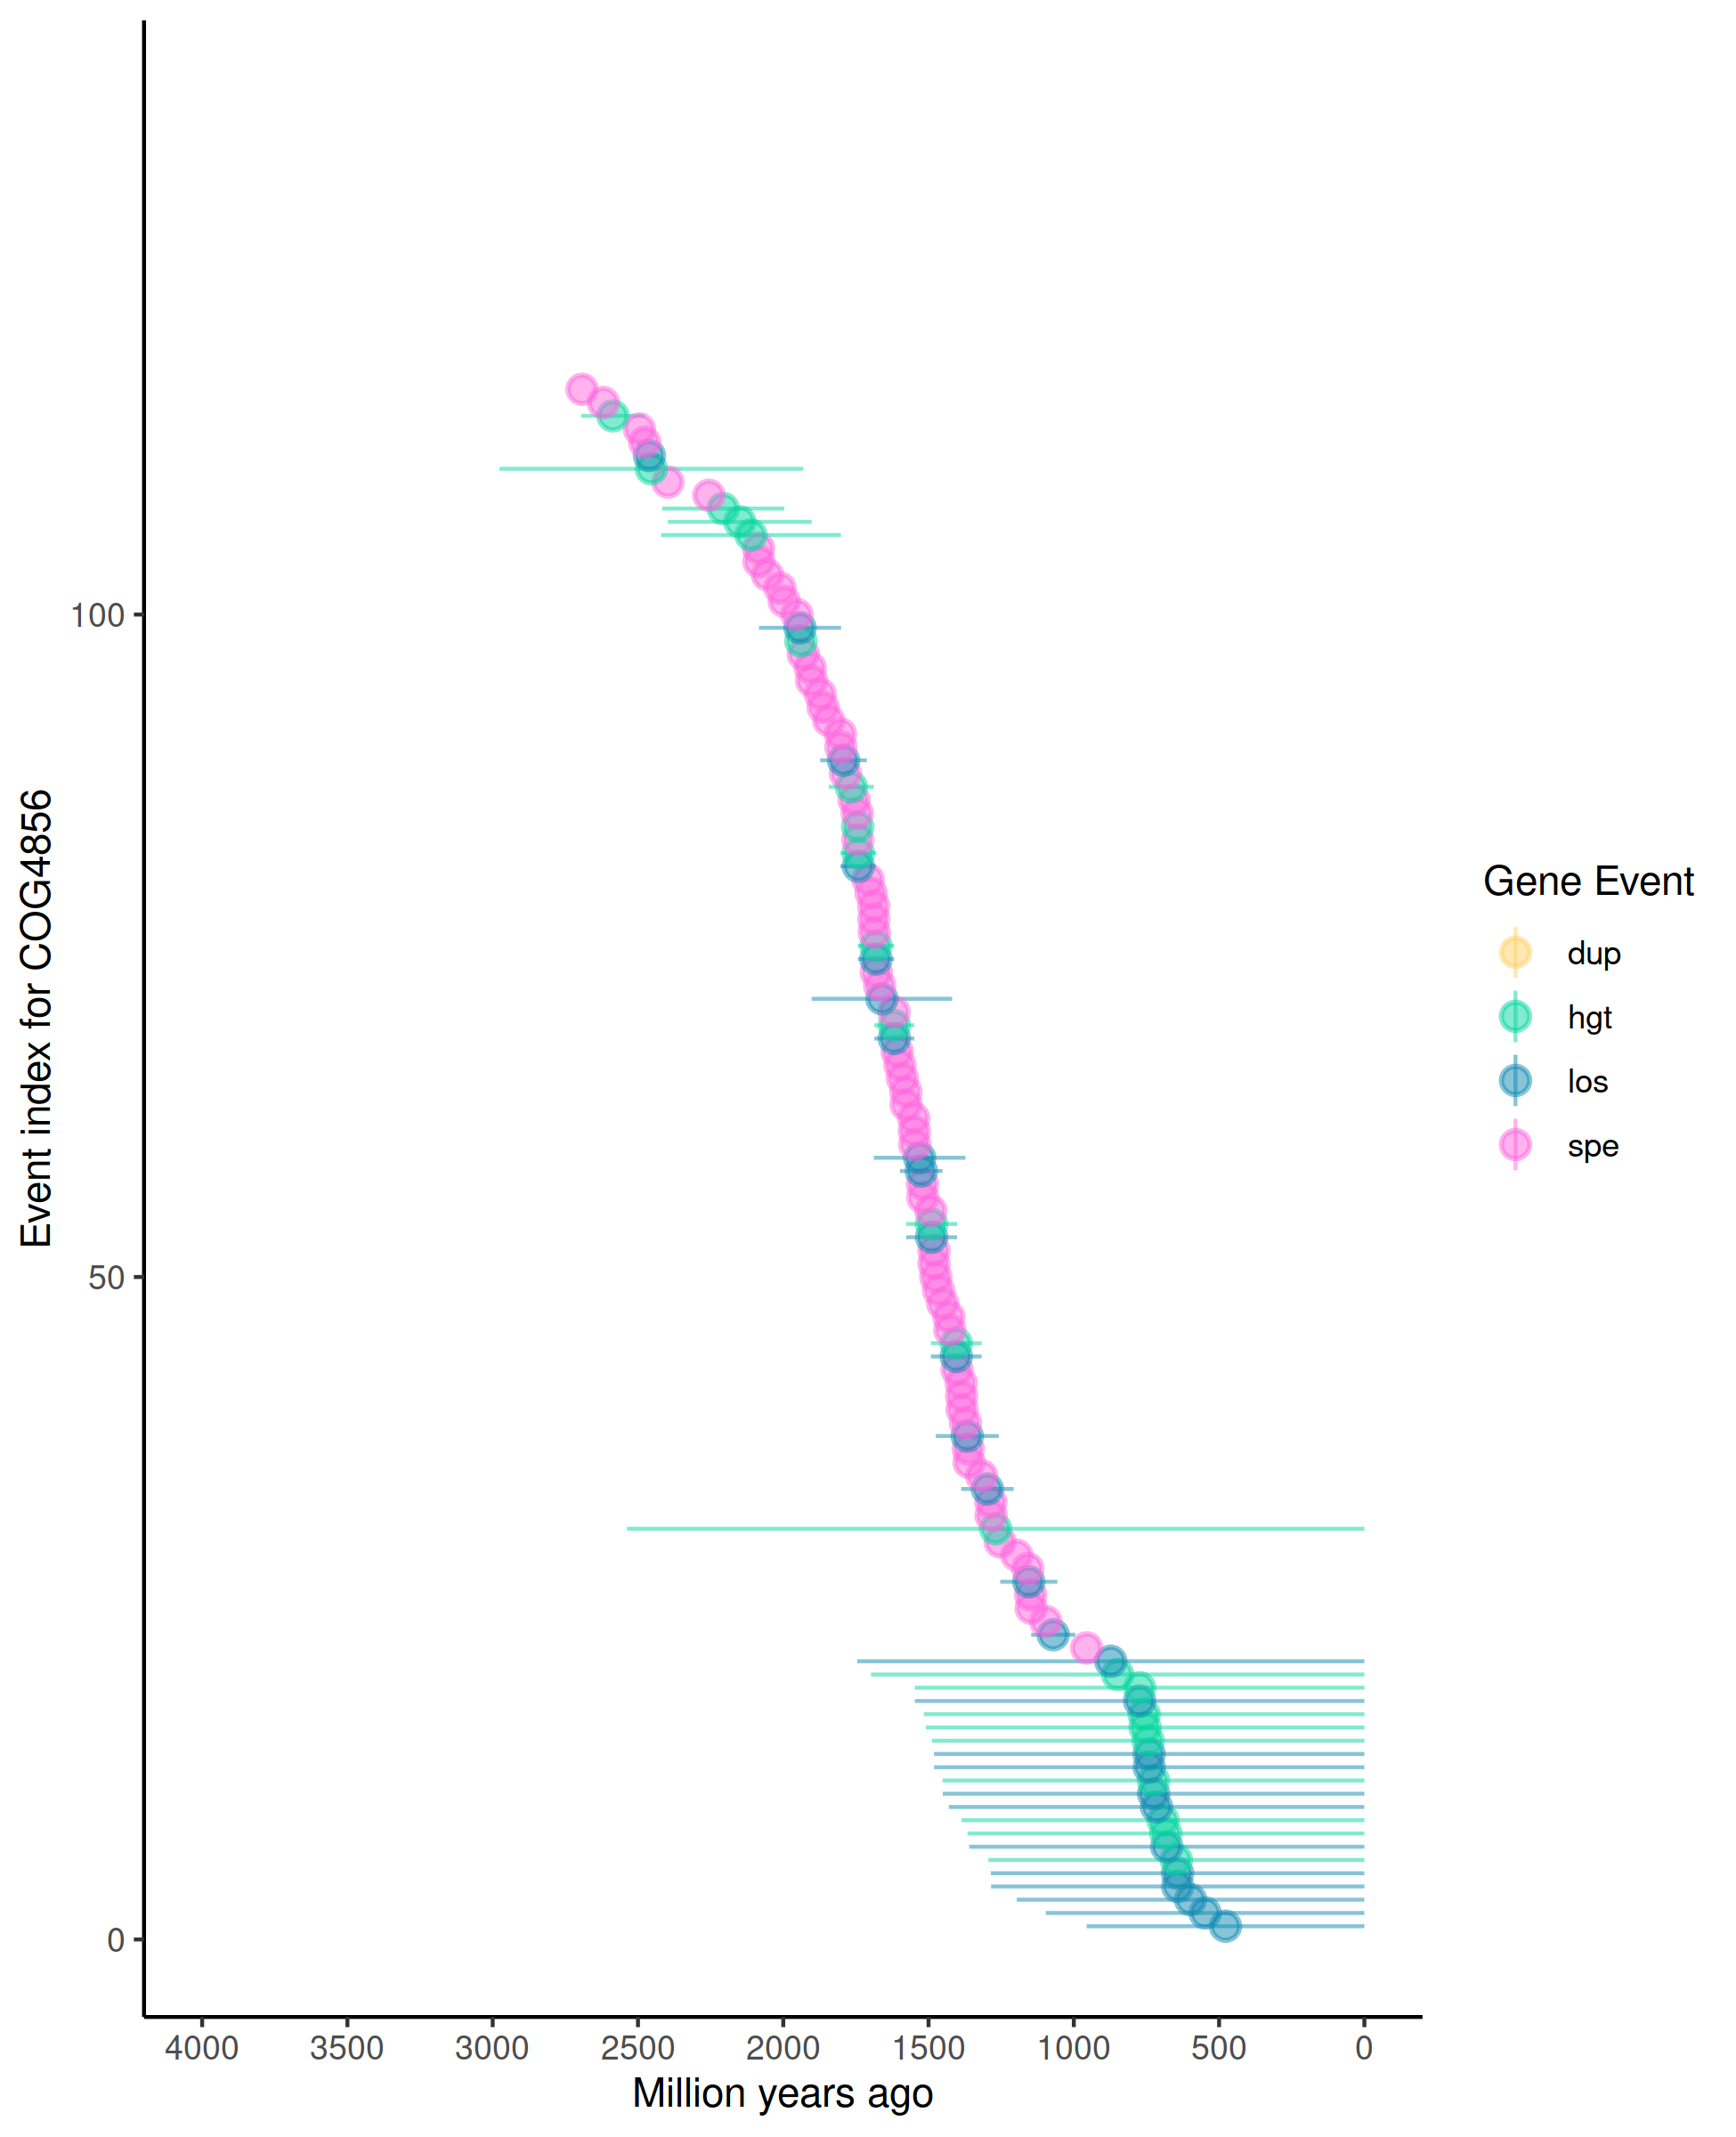 Event index for COG4856
100
50
0
4000 3500 3000 2500 2000 1500 1000 500 0
Million years ago
Gene Event
dup
hgt
los
spe